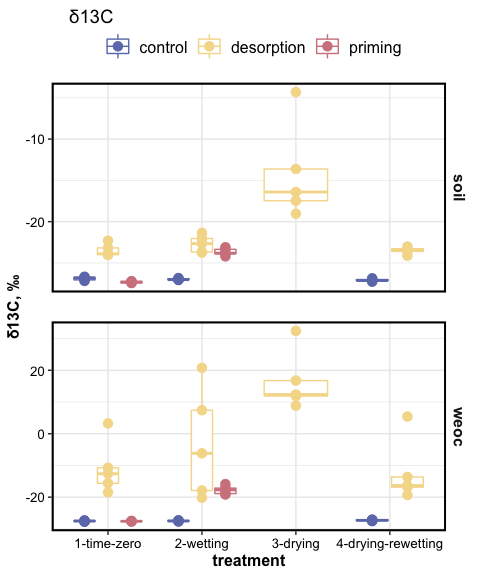 δ13C
control desorption priming
-10
-20
soil
δ13C, ‰
20
0
-20
weoc
1-time-zero 2-wetting 3-drying 4-drying-rewetting
treatment